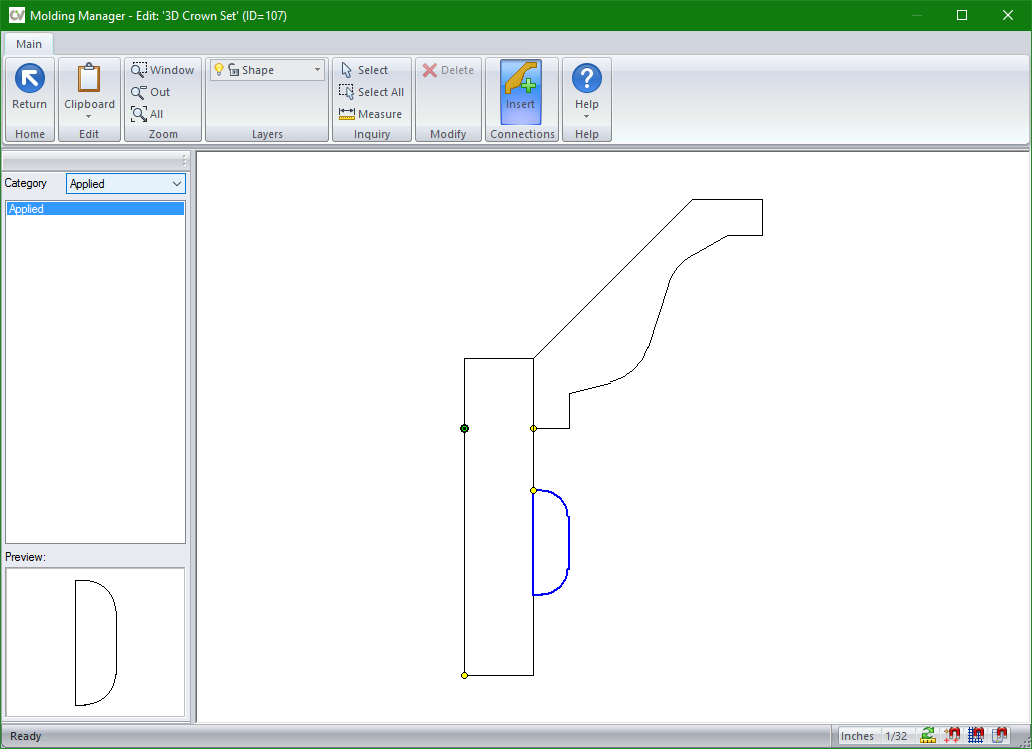 CV Molding Manager - Edit: '3D Crown Set' (ID=107)
Main
Return
Home
Clipboard
Edit
Window
Out
All
Zoom
Shape
Layers
Select
Select All
Measure
Inquiry
Delete
Modify
Insert
Connections
? Help
Help
Category Applied
Applied
Preview:
Ready
Inches 1/32